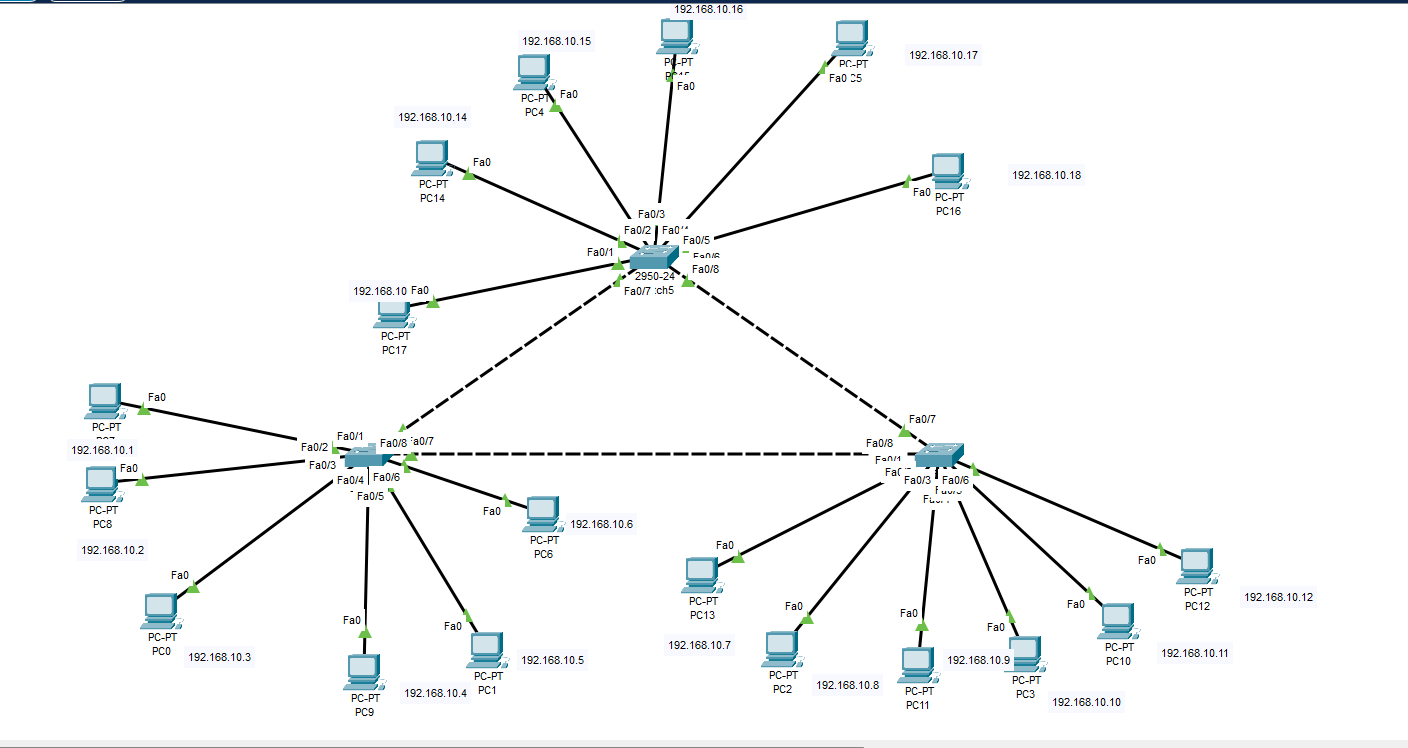 192.168.10.16
192.168.10.15
192.168.10.17
PC-PT
PC-PT
Fa0
Fa0
Fa0
PC-PT
PC4
192.168.10.14
Fa0
192.168.10.18
PC-PT
PC14
Fa0
PC-PT
PC16
Fa0/3
Fa0/2
Fa0/5
Fa0/1
Fa0/8
2950-24
Fa0/7
192.168.10
Fa0
PC-PT
PC17
Fa0
PC-PT
192.168.10.1
Fa0
PC-PT
PC8
192.168.10.2
Fa0/1
Fa0/2
Fa0/8
Fa0/3
Fa0/4
Fa0/6
Fa0/5
Fa0/7
Fa0/8
Fa0/3
Fa0/6
Fa0
192.168.10.6
PC-PT
PC6
Fa0
PC-PT
PC0
192.168.10.3
Fa0
PC-PT
PC9
192.168.10.4
Fa0
PC-PT
PC1
192.168.10.5
Fa0
PC-PT
PC13
192.168.10.7
Fa0
PC-PT
PC2
192.168.10.8
Fa0
PC-PT
PC11
192.168.10.9
Fa0
PC-PT
PC3
192.168.10.10
Fa0
PC-PT
PC10
192.168.10.11
Fa0
PC-PT
PC12
192.168.10.12